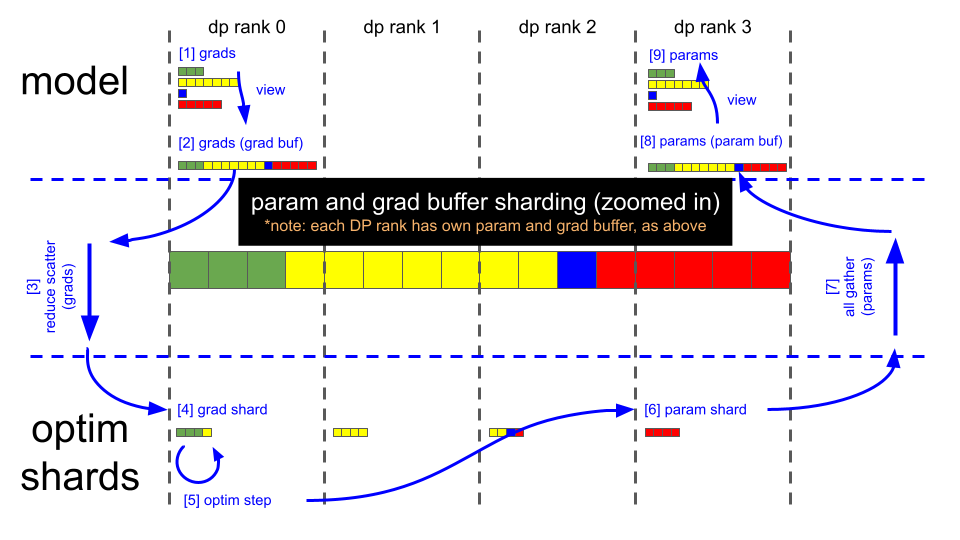 dp rank 0
dp rank 1
dp rank 2
dp rank 3
model
[1] grads
view
[2] grads (grad buf)
[9] params
view
[8] params (param buf)
param and grad buffer sharding (zoomed in)
*note: each DP rank has own param and grad buffer, as above
[3]
reduce scatter
(grads)
[7]
all gather
(params)
optim
shards
[4] grad shard
[5] optim step
[6] param shard